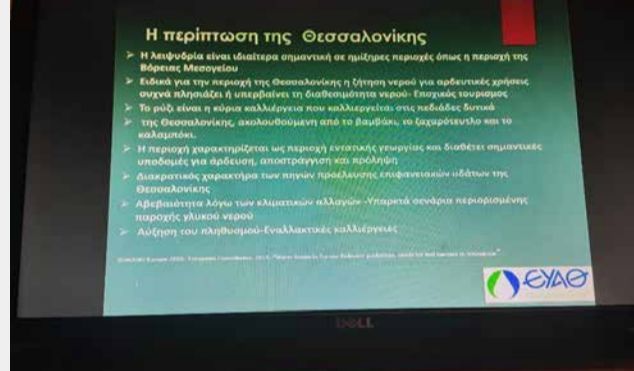 Η περίπτωση της Θεσσαλονίκης
➢ Η λειψυδρία είναι ιδιαίτερα σημαντική σε ημίξηρες περιοχές όπως η περιοχή της
Βόρειας Μεσογείου
➢ Ειδικά για την περιοχή της Θεσσαλονίκης η ζήτηση νερού για αρδευτικές χρήσεις
συχνά πλησιάζει ή υπερβαίνει τη διαθεσιμότητα νερού- Εποχικός τουρισμος
➢ Το ρύζι είναι η κύρια καλλιέργεια που καλλιεργείται στις πεδιάδες δυτικά
➢ της Θεσσαλονίκης, ακολουθούμενη από το βαμβάκι, το ζαχαρότευτλο και το
καλαμπόκι.
➢ Η περιοχή χαρακτηρίζεται ως περιοχή εντατικής γεωργίας και διαθέτει σημαντικές
υποδομές για άρδευση, αποστράγγιση και πρόληψη
➢ Διακρατικός χαρακτήρα των πηγών προέλευσης επιφανειακών υδάτων της
Θεσσαλονίκης
➢ Αβεβαιότητα λόγω των κλιματικών αλλαγών -Υπαρκτά σενάρια περιορισμένης
παροχής γλυκού νερού
➢ Αύξηση του πληθυσμού-Εναλλακτικές καλλιέργειές
ΕΥΑΘ
DELL